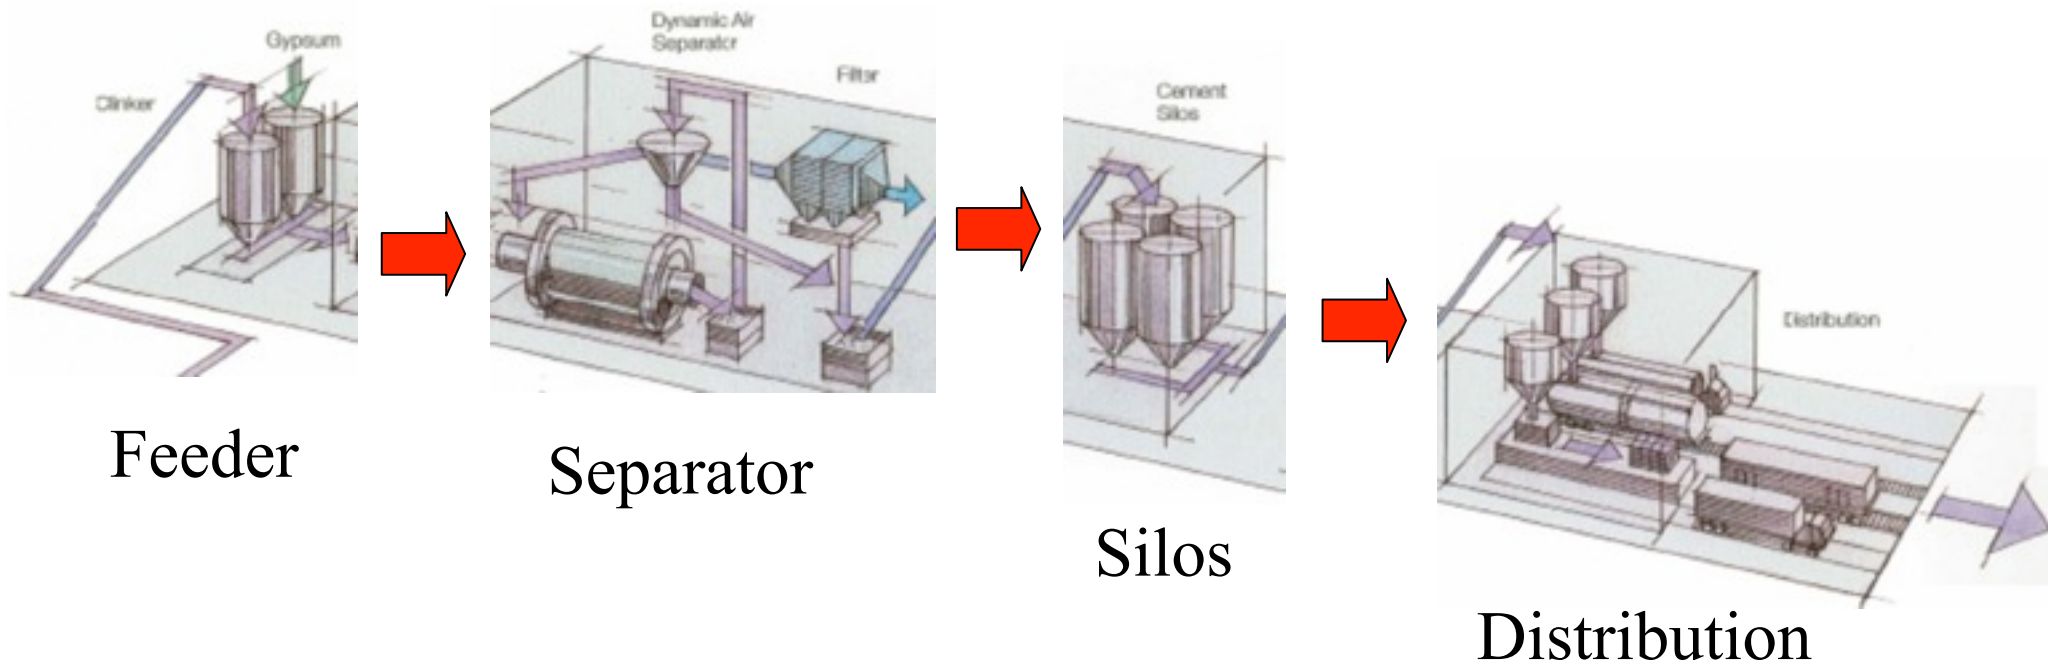 Gypsum
Clinker
Feeder
Dynamic Air
Separator
Filter
Separator
Cement
Silos
Silos
Distribution
Distribution